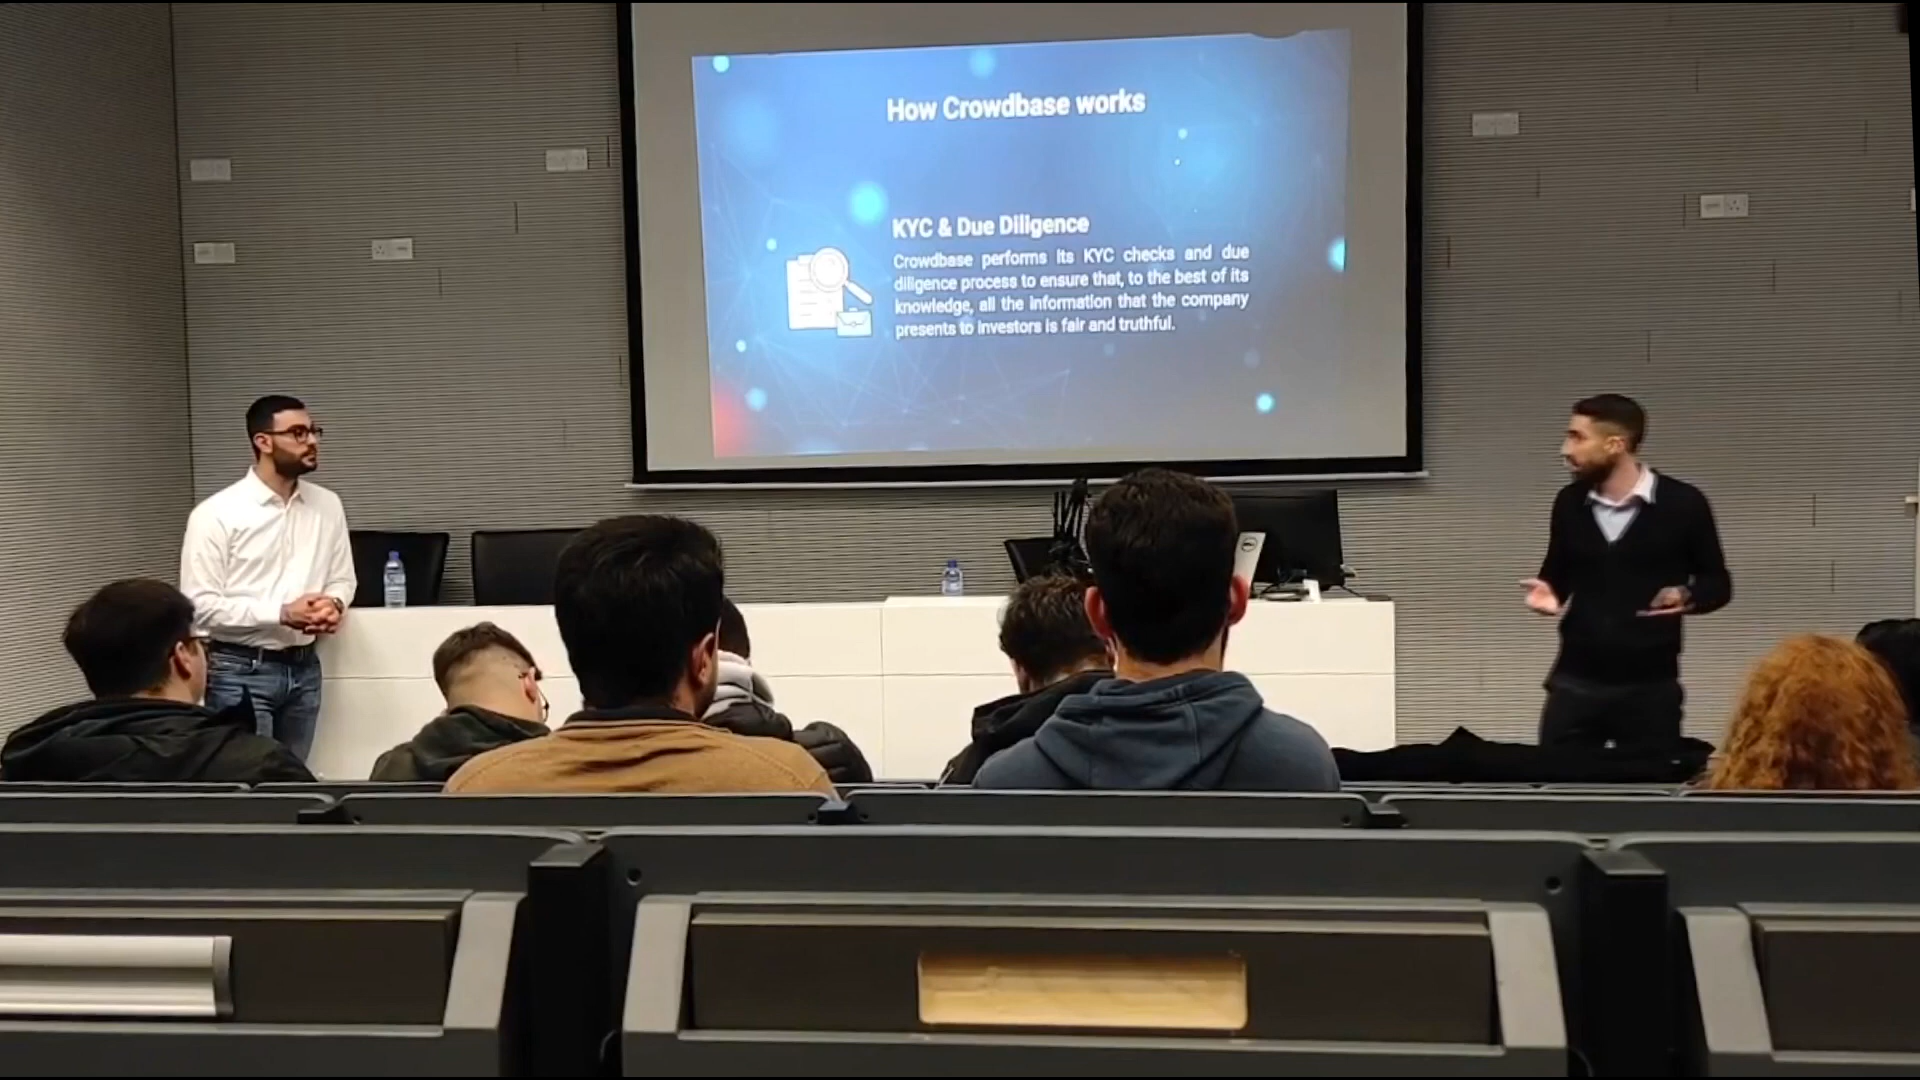 How Crowdbase works
KYC & Due Diligence
Crowdbase performs its KYC checks and due
diligence process to ensure that, to the best of its
knowledge, all the information that the company
presents to investors is fair and truthful.
DELL